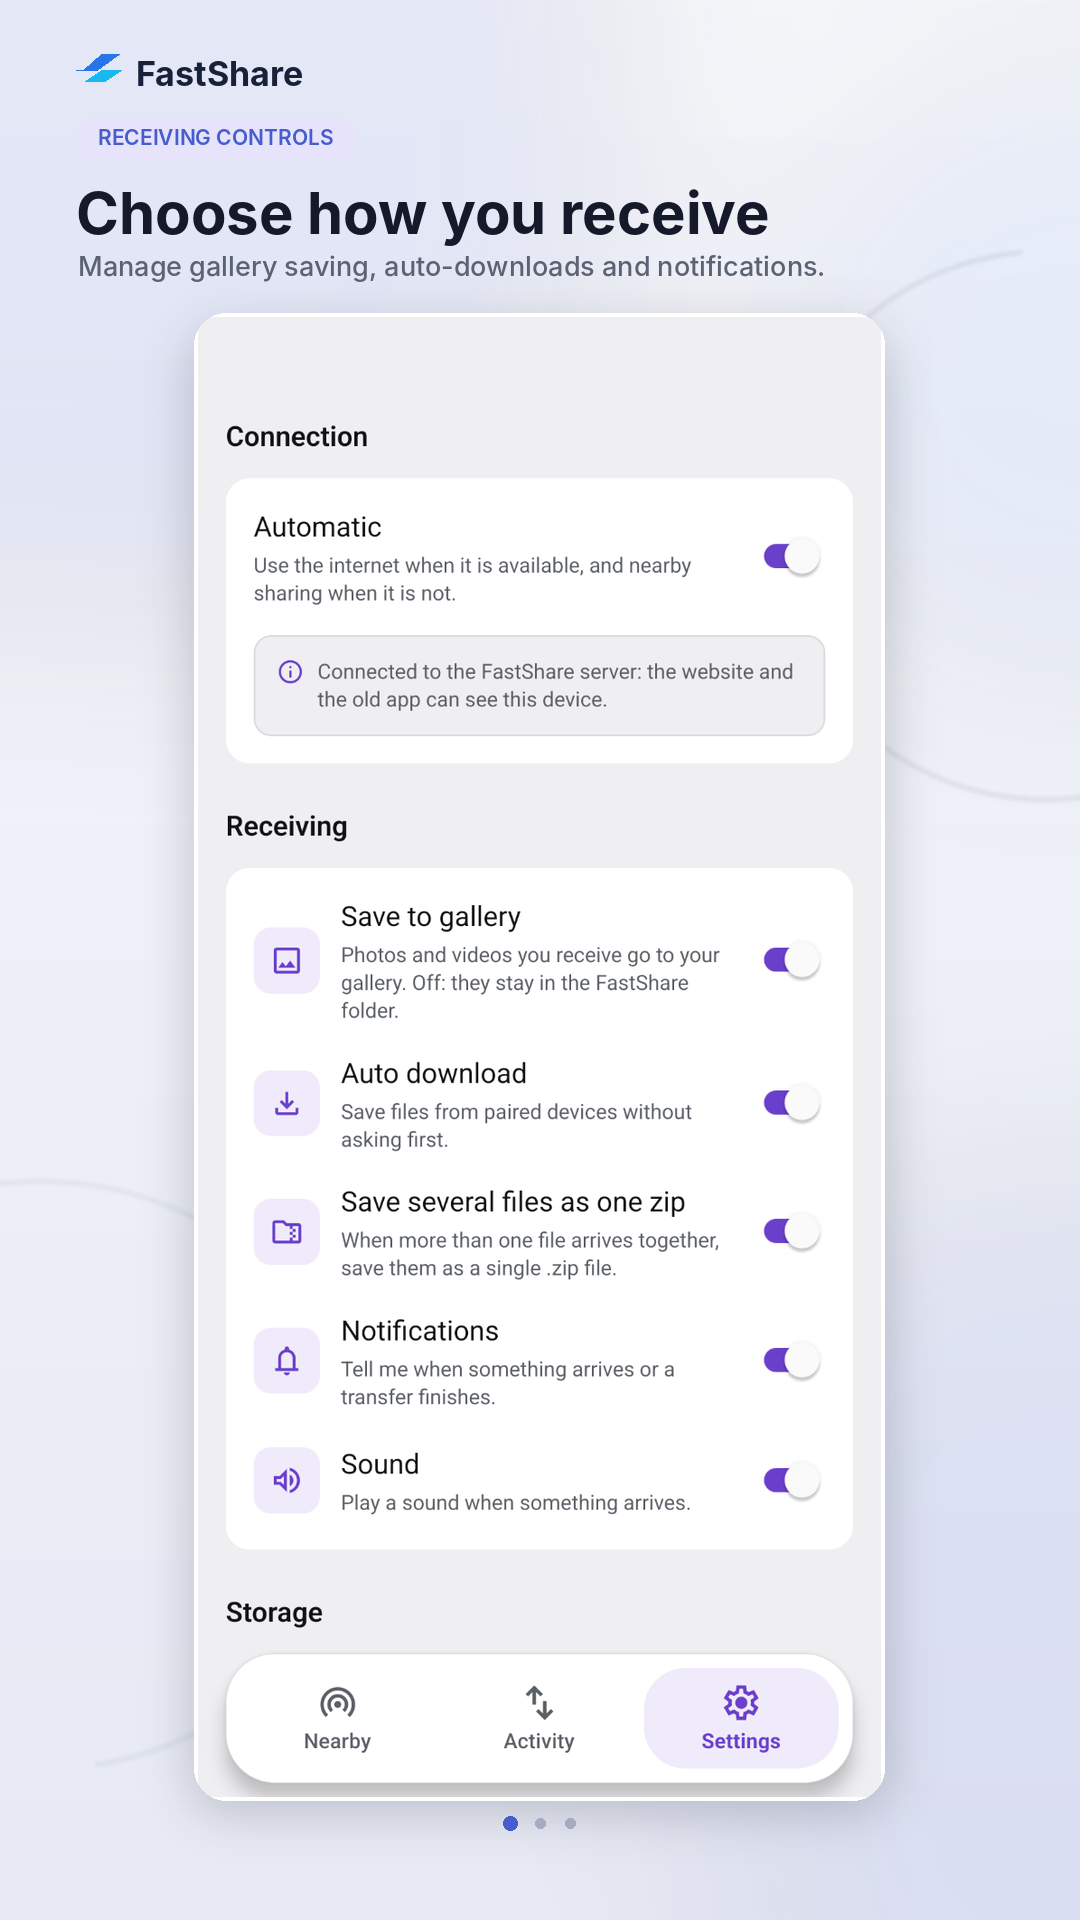 FastShare
RECEIVING CONTROLS
Choose how you receive
Manage gallery saving, auto-downloads and notifications.
Connection
Automatic
Use the internet when it is available, and nearby
sharing when it is not.
Connected to the FastShare server: the website and
the old app can see this device.
Receiving
Save to gallery
Photos and videos you receive go to your
gallery. Off: they stay in the FastShare
folder.
Auto download
Save files from paired devices without
asking first.
Save several files as one zip
When more than one file arrives together,
save them as a single .zip file.
Notifications
Tell me when something arrives or a
transfer finishes.
Sound
Play a sound when something arrives.
Storage
Nearby
Activity
Settings